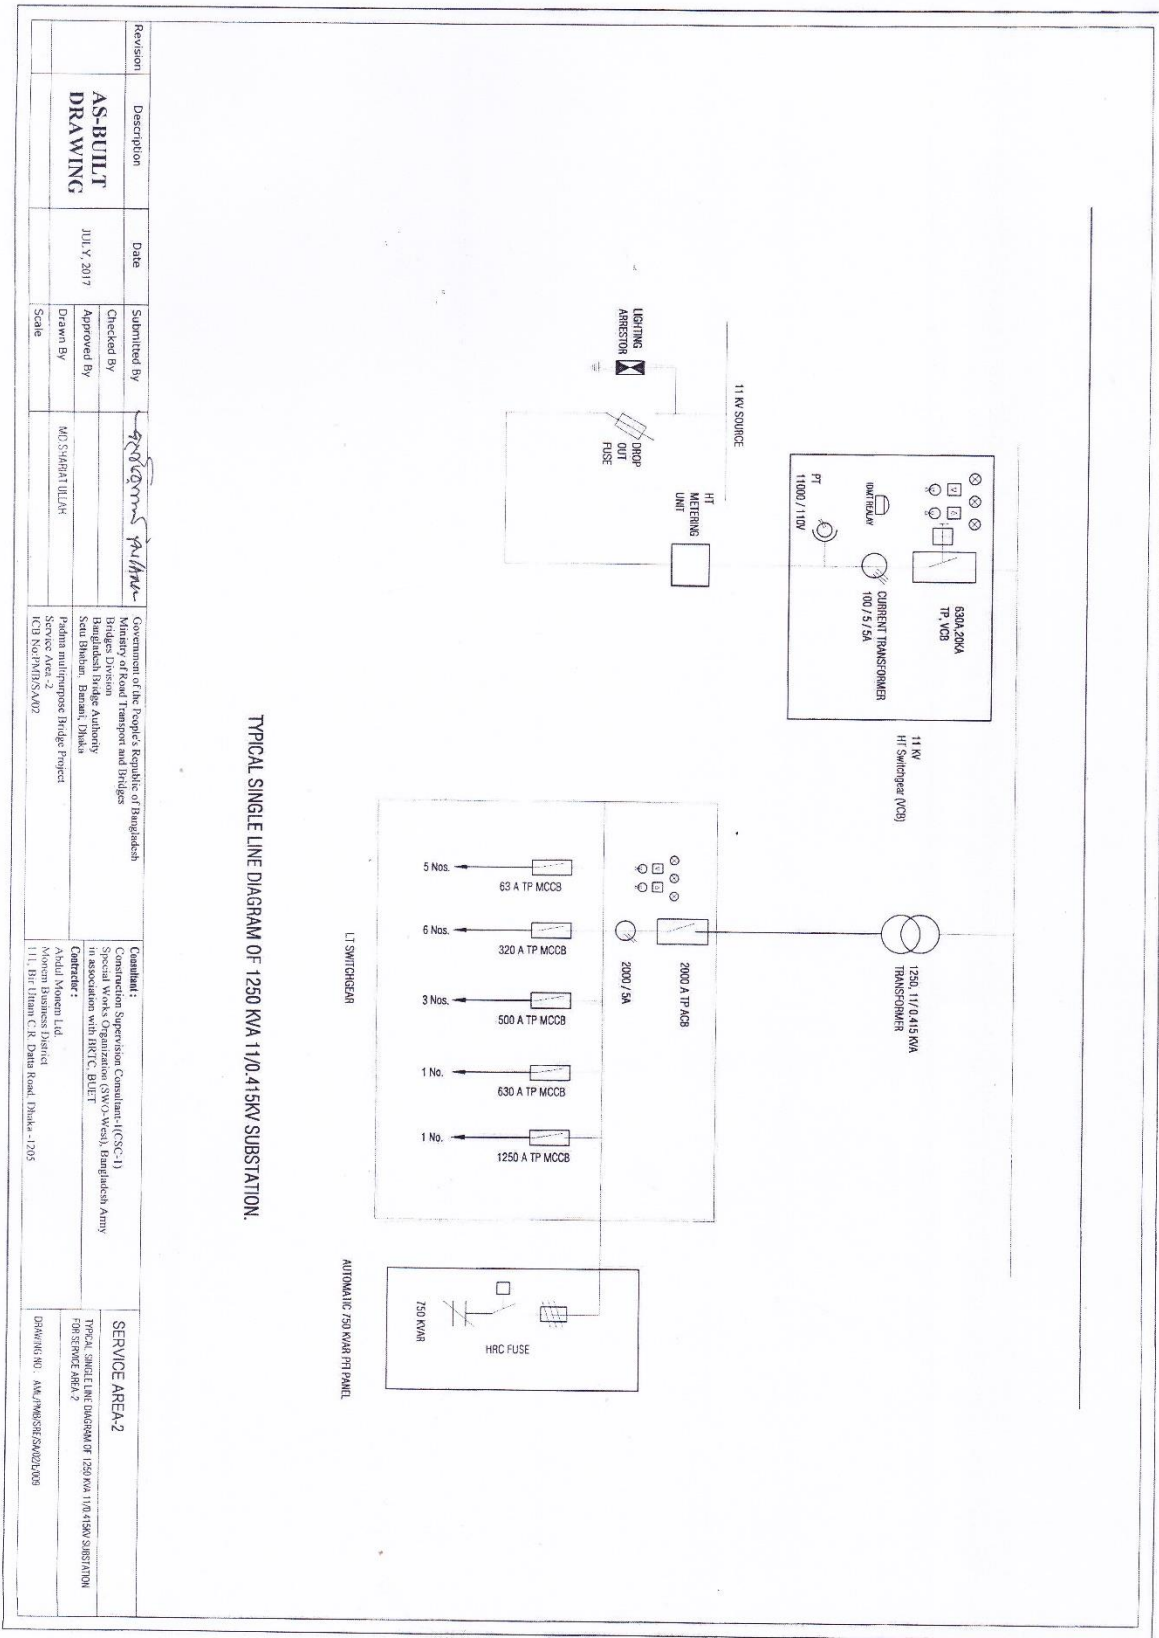 11 KV SOURCE
LIGHTING
ARRESTOR
DROP
OUT
FUSE
HT
METERING
UNIT
630A,20KA
TP, VCB
IDMT REALAY
CURRENT TRANSFORMER
100 / 5 / 5A
PT
11000 / 110V
11 KV
HT Switchgear (VCB)
1250, 11/ 0.415 KVA
TRANSFORMER
2000 A TP ACB
2000 / 5A
63 A TP MCCB
5 Nos.
320 A TP MCCB
6 Nos.
500 A TP MCCB
3 Nos.
630 A TP MCCB
1 No.
1250 A TP MCCB
1 No.
LT SWITCHGEAR
HRC FUSE
750 KVAR
AUTOMATIC 750 KVAR PFI PANEL
TYPICAL SINGLE LINE DIAGRAM OF 1250 KVA 11/0.415KV SUBSTATION.
Revision
Description
Date
AS-BUILT
DRAWING
JULY, 2017
Submitted By
Checked By
Approved By
Drawn By
MD.SHARIAT ULLAH
Scale
Government of the People's Republic of Bangladesh
Ministry of Road Transport and Bridges
Bridges Division
Bangladesh Bridge Authority
Setu Bhaban, Banani, Dhaka
Padma multipurpose Bridge Project
Service Area -2
ICB No:PMB/SA/02
Consultant :
Construction Supervision Consultant-1(CSC-1)
Special Works Organization (SWO-West), Bangladesh Army
in association with BRTC, BUET
Contractor :
Abdul Monem Ltd.
Monem Business District
111, Bir Uttam C.R. Datta Road, Dhaka -1205
SERVICE AREA-2
TYPICAL SINGLE LINE DIAGRAM OF 1250 KVA 11/0.415KV SUBSTATION
FOR SERVICE AREA-2
DRAWING NO :